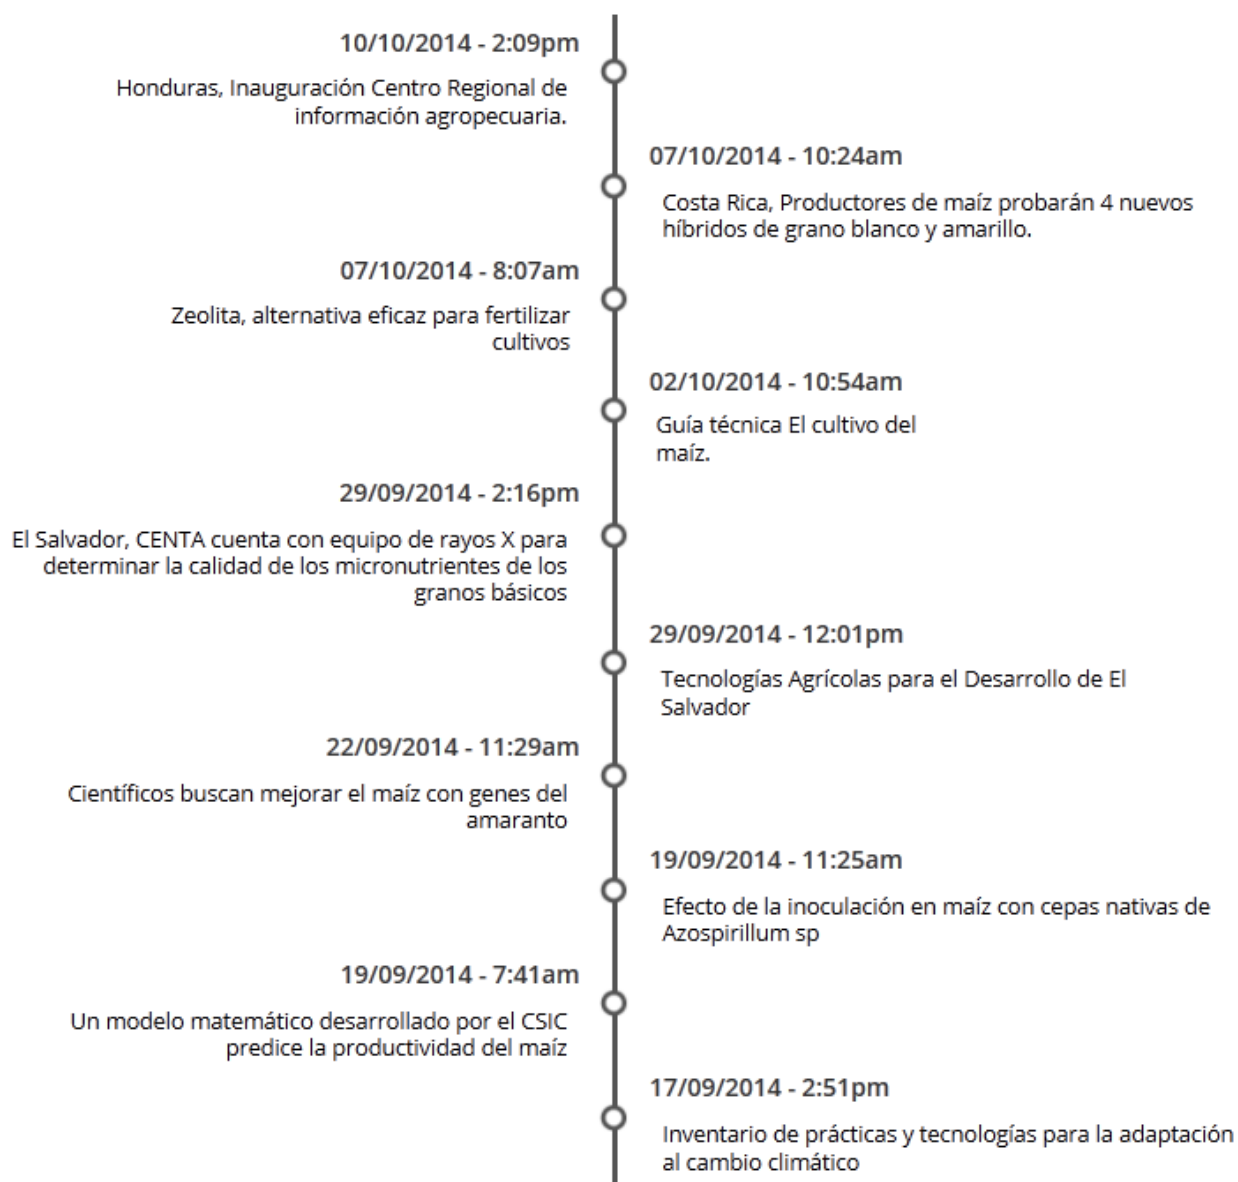 10/10/2014 - 2:09pm
Honduras, Inauguración Centro Regional de
información agropecuaria.
07/10/2014 - 10:24am
Costa Rica, Productores de maíz probarán 4 nuevos
híbridos de grano blanco y amarillo.
07/10/2014 - 8:07am
Zeolita, alternativa eficaz para fertilizar
cultivos
02/10/2014 - 10:54am
Guía técnica El cultivo del
maíz.
29/09/2014 - 2:16pm
El Salvador, CENTA cuenta con equipo de rayos X para
determinar la calidad de los micronutrientes de los
granos básicos
29/09/2014 - 12:01pm
Tecnologías Agrícolas para el Desarrollo de El
Salvador
22/09/2014 - 11:29am
Científicos buscan mejorar el maíz con genes del
amaranto
19/09/2014 - 11:25am
Efecto de la inoculación en maíz con cepas nativas de
Azospirillum sp
19/09/2014 - 7:41am
Un modelo matemático desarrollado por el CSIC
predice la productividad del maíz
17/09/2014 - 2:51pm
Inventario de prácticas y tecnologías para la adaptación
al cambio climático